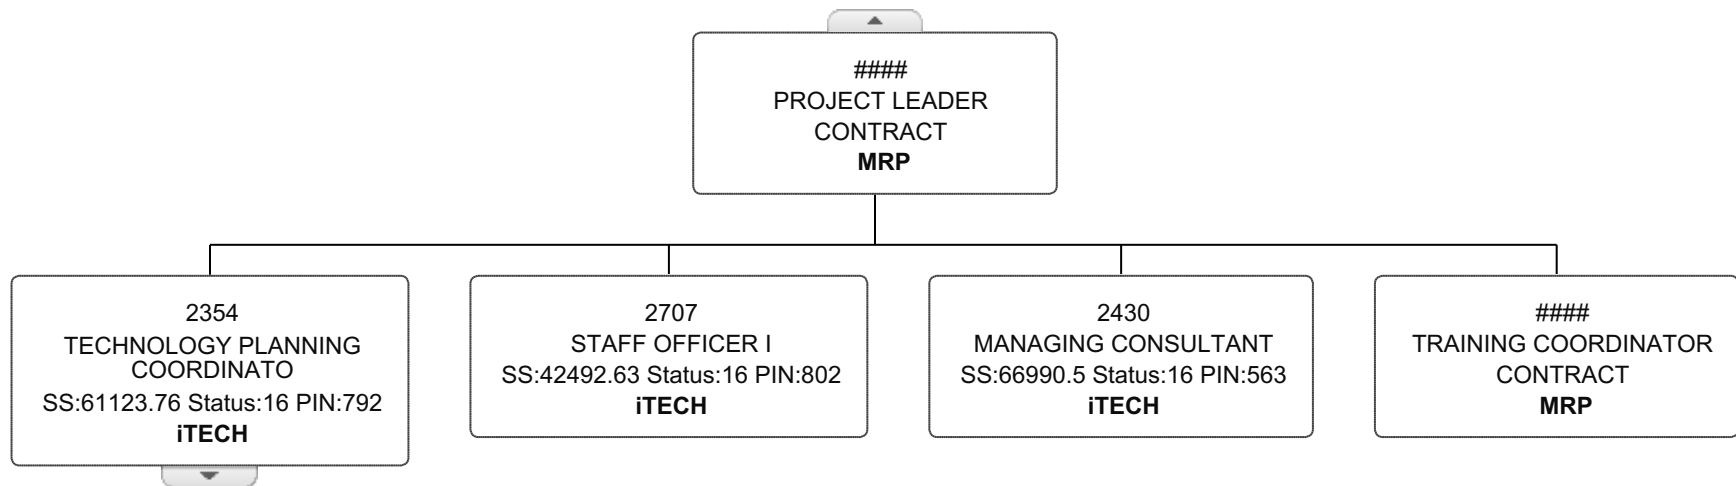 ####
PROJECT LEADER
CONTRACT
MRP
2354
TECHNOLOGY PLANNING
COORDINATO
SS:61123.76 Status:16 PIN:792
iTECH
2707
STAFF OFFICER I
SS:42492.63 Status:16 PIN:802
iTECH
2430
MANAGING CONSULTANT
SS:66990.5 Status:16 PIN:563
iTECH
####
TRAINING COORDINATOR
CONTRACT
MRP